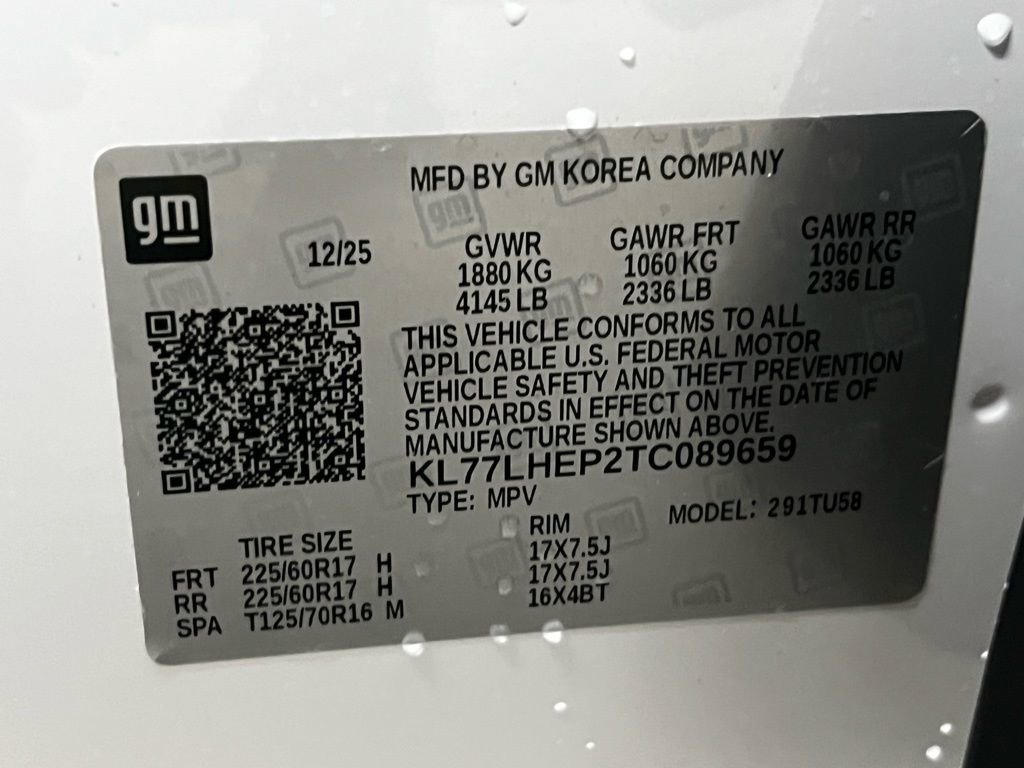 gm
MFD BY GM KOREA COMPANY
12/25
GVWR GAWR FRT GAWR RR
1880 KG 1060 KG 1060 KG
4145 LB 2336 LB 2336 LB
THIS VEHICLE CONFORMS TO ALL
APPLICABLE U.S. FEDERAL MOTOR
VEHICLE SAFETY AND THEFT PREVENTION
STANDARDS IN EFFECT ON THE DATE OF
MANUFACTURE SHOWN ABOVE.
KL77LHEP2TC089659
TYPE: MPV MODEL: 291TU58
TIRE SIZE RIM
FRT 225/60R17 H 17X7.5J
RR 225/60R17 H 17X7.5J
SPA T125/70R16 M 16X4BT